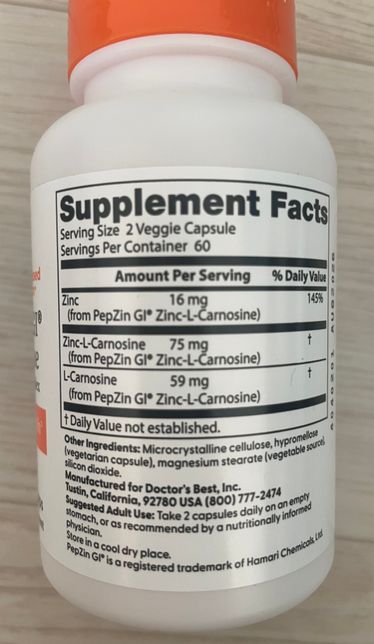 Supplement Facts
Serving Size 2 Veggie Capsule
Servings Per Container 60
Amount Per Serving % Daily Value
Zinc 16 mg 145%
(from PepZin GI® Zinc-L-Carnosine)
Zinc-L-Carnosine 75 mg †
(from PepZin GI® Zinc-L-Carnosine)
L-Carnosine 59 mg †
(from PepZin GI® Zinc-L-Carnosine)
† Daily Value not established.
Other Ingredients: Microcrystalline cellulose, hypromellose
(vegetarian capsule), magnesium stearate (vegetable source),
silicon dioxide.
Manufactured for Doctor's Best, Inc.
Tustin, California, 92780 USA (800) 777-2474
Suggested Adult Use: Take 2 capsules daily on an empty
stomach, or as recommended by a nutritionally informed
physician.
Store in a cool dry place.
PepZin GI® is a registered trademark of Hamari Chemicals, Ltd.